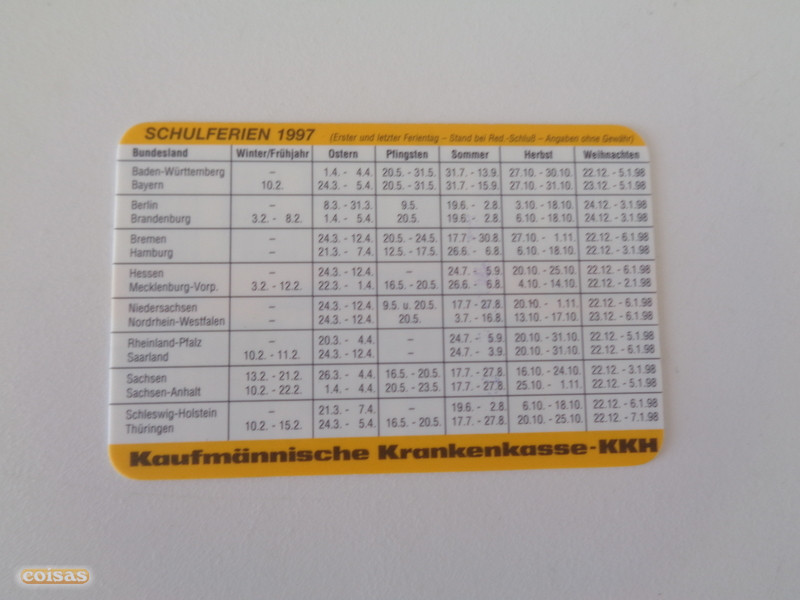 SCHULFERIEN 1997 (Erster und letzter Ferientag – Stand bei Red.-Schluß – Angaben ohne Gewähr)
Bundesland Winter/Frühjahr Ostern Pfingsten Sommer Herbst Weihnachten
Baden-Württemberg – 1.4. - 4.4. 20.5. - 31.5. 31.7. - 13.9. 27.10. - 30.10. 22.12. - 5.1.98
Bayern 10.2. 24.3. - 5.4. 20.5. - 31.5. 31.7. - 15.9. 27.10. - 31.10. 23.12. - 5.1.98
Berlin – 8.3. - 31.3. 9.5. 19.6. - 2.8. 3.10. - 18.10. 24.12. - 3.1.98
Brandenburg 3.2. - 8.2. 1.4. - 5.4. 20.5. 19.6. - 2.8. 6.10. - 18.10. 24.12. - 3.1.98
Bremen – 24.3. - 12.4. 20.5. - 24.5. 17.7. - 30.8. 27.10. - 1.11. 22.12. - 6.1.98
Hamburg – 21.3. - 7.4. 12.5. - 17.5. 26.6. - 6.8. 6.10. - 18.10. 22.12. - 3.1.98
Hessen – 24.3. - 12.4. – 24.7. - 5.9. 20.10. - 25.10. 22.12. - 6.1.98
Mecklenburg-Vorp. 3.2. - 12.2. 22.3. - 1.4. 16.5. - 20.5. 26.6. - 6.8. 4.10. - 14.10. 22.12. - 2.1.98
Niedersachsen – 24.3. - 12.4. 9.5. u. 20.5. 17.7 - 27.8. 20.10. - 1.11. 22.12. - 6.1.98
Nordrhein-Westfalen – 24.3. - 12.4. 20.5. 3.7. - 16.8. 13.10. - 17.10. 23.12. - 6.1.98
Rheinland-Pfalz – 20.3. - 4.4. – 24.7. - 5.9. 20.10. - 31.10. 22.12. - 5.1.98
Saarland 10.2. - 11.2. 24.3. - 12.4. – 24.7. - 3.9. 20.10. - 31.10. 22.12. - 6.1.98
Sachsen 13.2. - 21.2. 26.3. - 4.4. 16.5. - 20.5. 17.7. - 27.8. 16.10. - 24.10. 22.12. - 3.1.98
Sachsen-Anhalt 10.2. - 22.2. 1.4. - 4.4. 20.5. - 23.5. 17.7. - 27.8. 25.10. - 1.11. 22.12. - 5.1.98
Schleswig-Holstein – 21.3. - 7.4. – 19.6. - 2.8. 6.10. - 18.10. 22.12. - 6.1.98
Thüringen 10.2. - 15.2. 24.3. - 5.4. 16.5. - 20.5. 17.7. - 27.8. 20.10. - 25.10. 22.12. - 7.1.98
Kaufmännische Krankenkasse-KKH
coisas